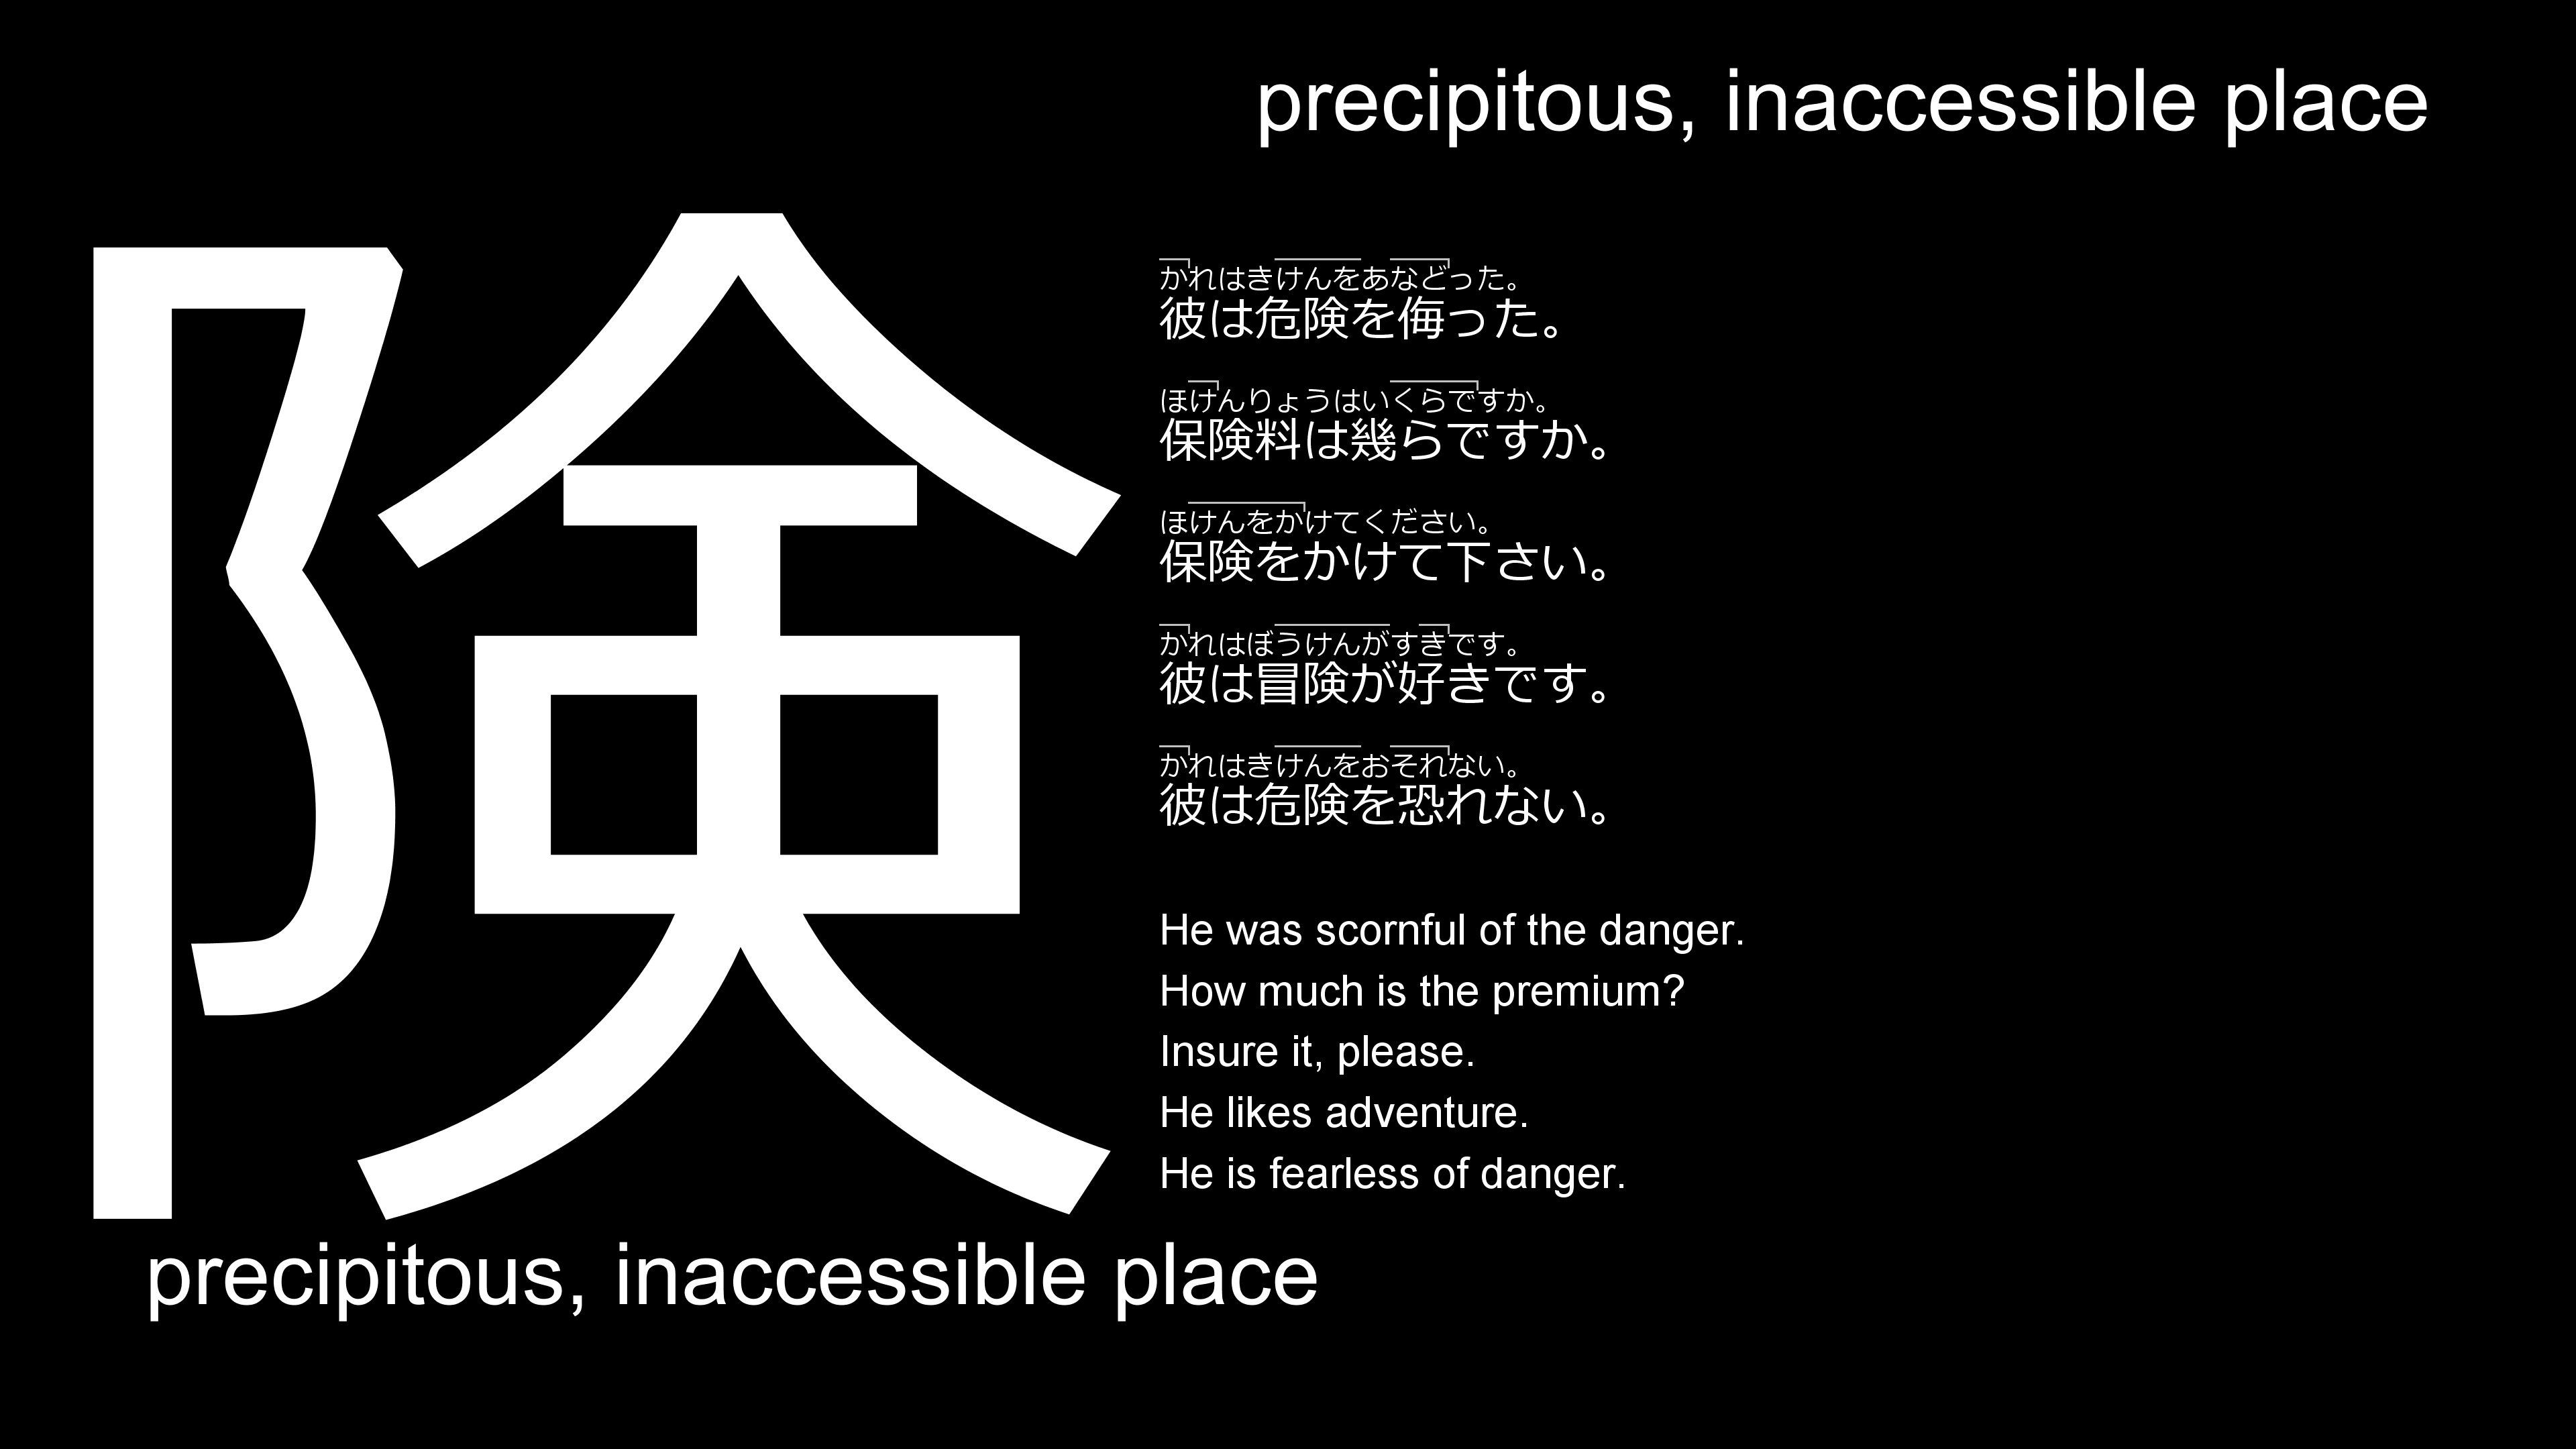 precipitous, inaccessible place
険
かれはきけんをあなどった。
彼は危険を侮った。
ほけんりょうはいくらですか。
保険料は幾らですか。
ほけんをかけてください。
保険をかけて下さい。
かれはぼうけんがすきです。
彼は冒険が好きです。
かれはきけんをおそれない。
彼は危険を恐れない。
He was scornful of the danger.
How much is the premium?
Insure it, please.
He likes adventure.
He is fearless of danger.
precipitous, inaccessible place